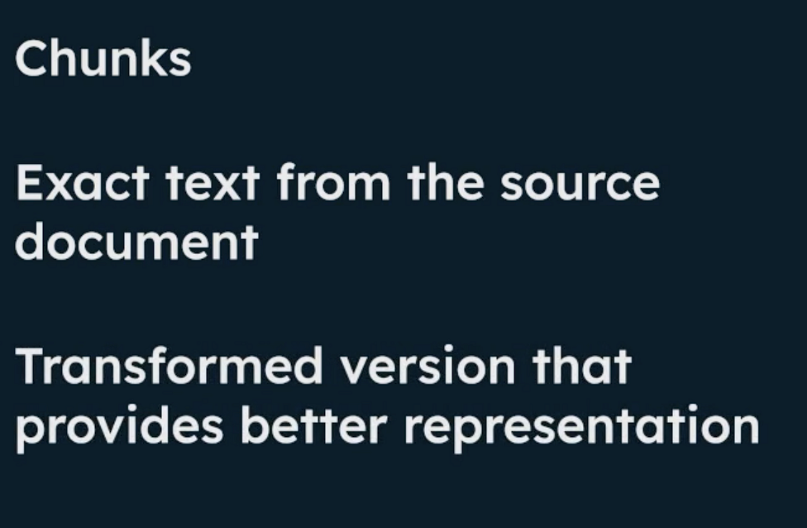 Chunks
Exact text from the source
document
Transformed version that
provides better representation